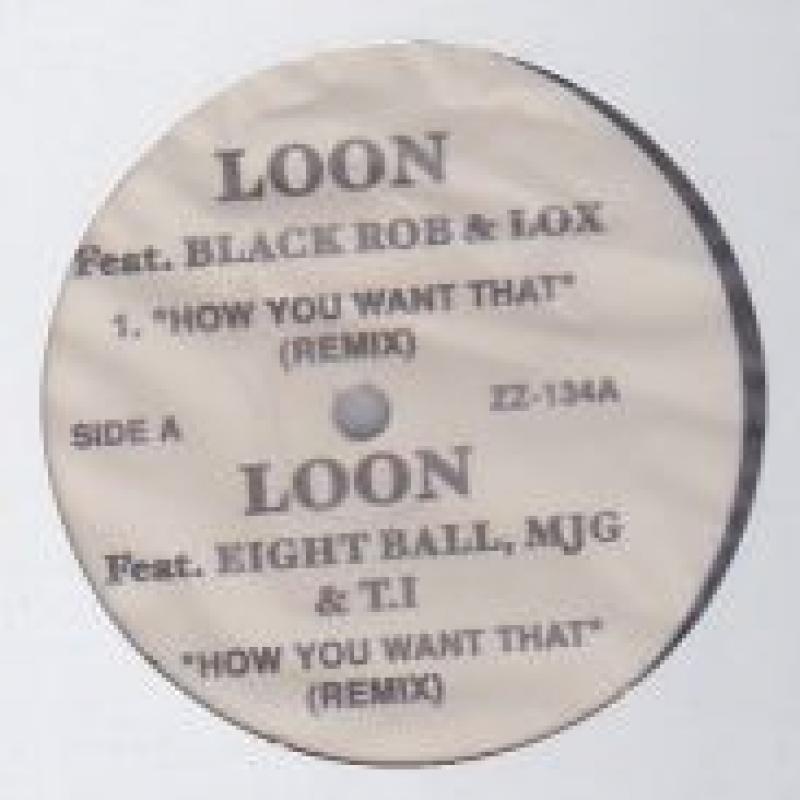 LOON
Feat. BLACK ROB & LOX
1. "HOW YOU WANT THAT"
(REMIX)
SIDE A
ZZ-134A
LOON
Feat. EIGHT BALL, MJG
& T.I
"HOW YOU WANT THAT"
(REMIX)